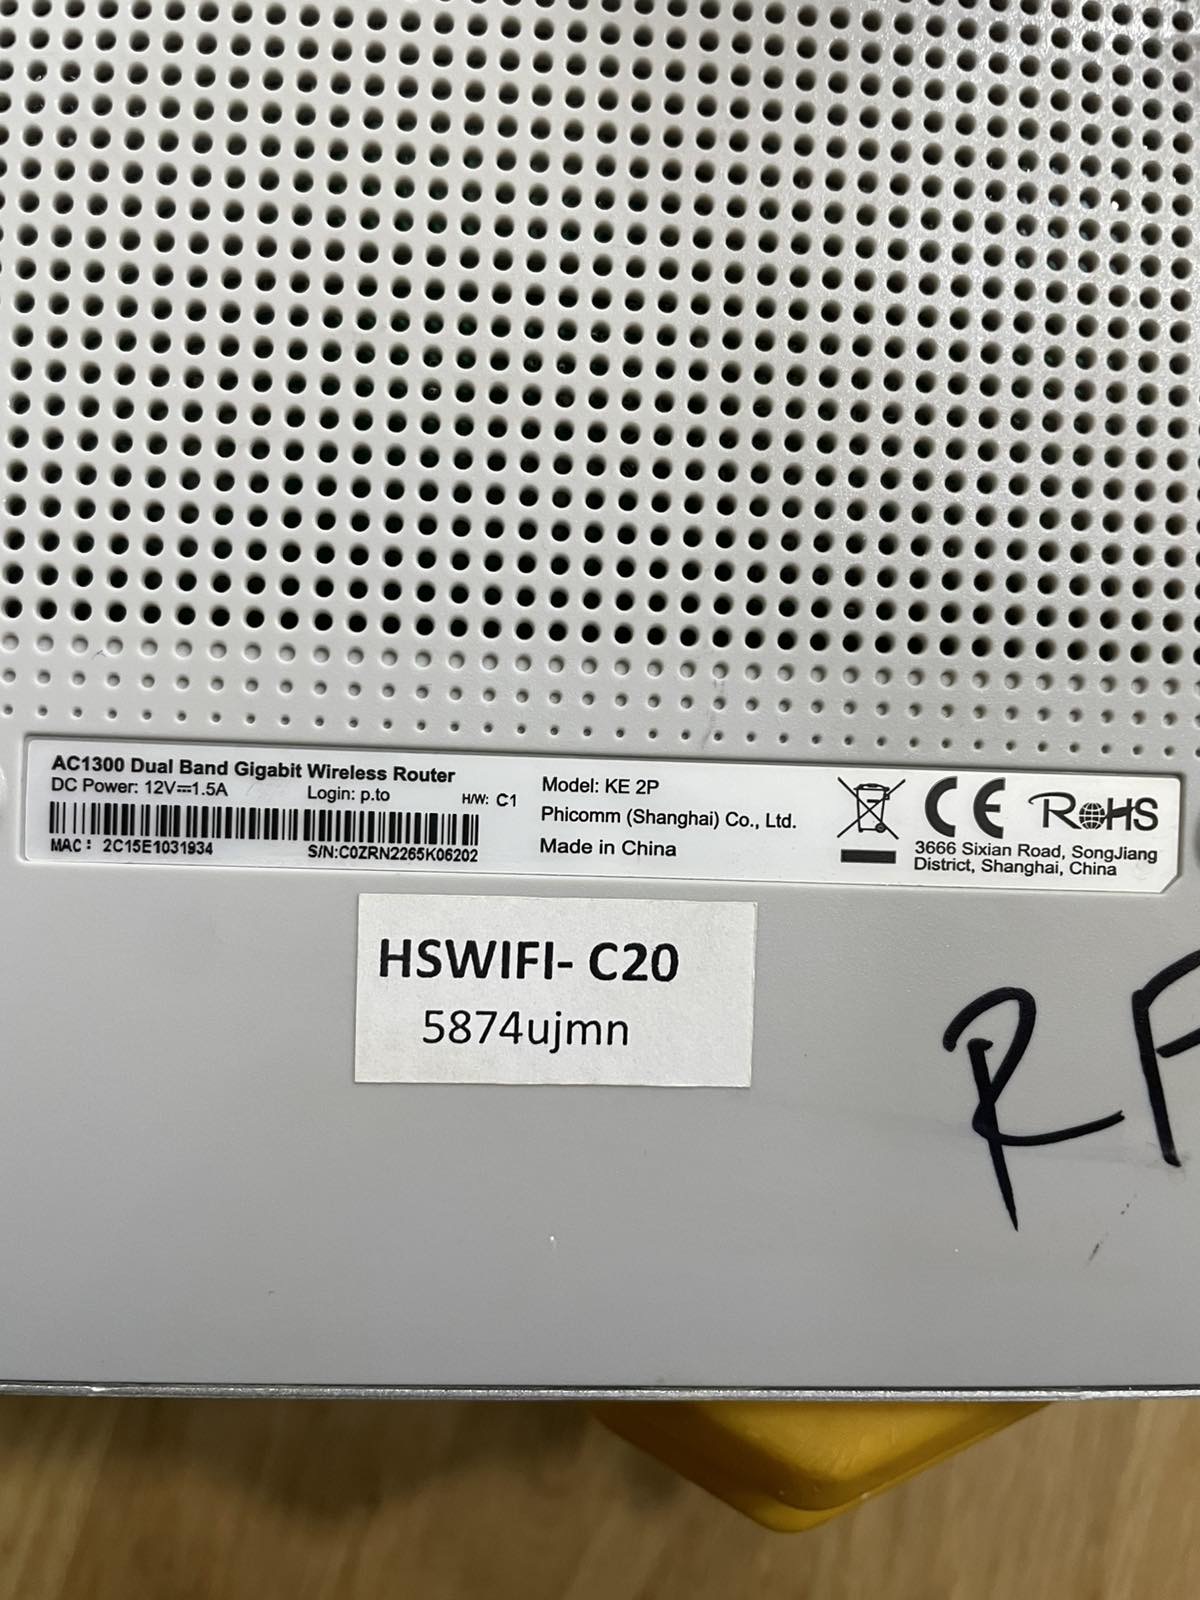 AC1300 Dual Band Gigabit Wireless Router
DC Power: 12V⎓1.5A Login: p.to H/W: C1
MAC: 2C15E1031934 S/N:C0ZRN2265K06202
Model: KE 2P
Phicomm (Shanghai) Co., Ltd.
Made in China
CE RoHS
3666 Sixian Road, SongJiang
District, Shanghai, China
HSWIFI- C20
5874ujmn
RF